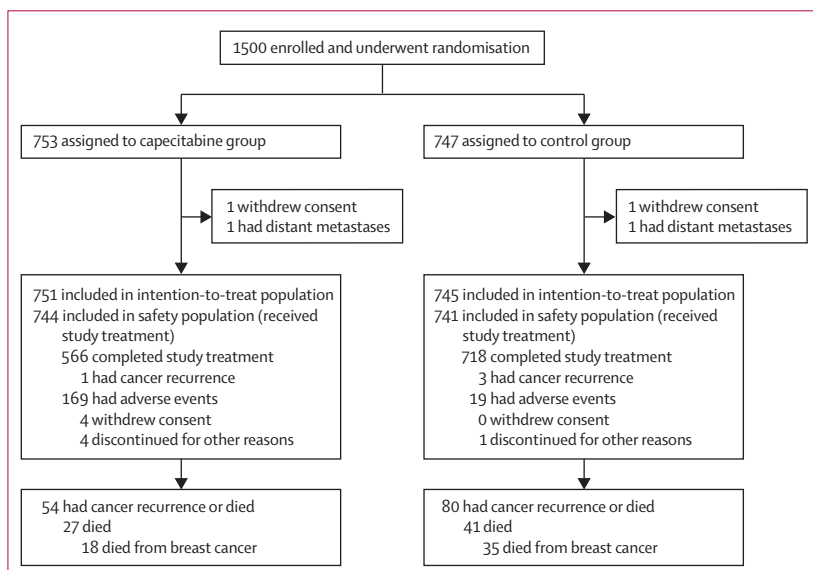 1500 enrolled and underwent randomisation
753 assigned to capecitabine group
747 assigned to control group
1 withdrew consent
1 had distant metastases
1 withdrew consent
1 had distant metastases
751 included in intention-to-treat population
744 included in safety population (received
study treatment)
566 completed study treatment
1 had cancer recurrence
169 had adverse events
4 withdrew consent
4 discontinued for other reasons
745 included in intention-to-treat population
741 included in safety population (received
study treatment)
718 completed study treatment
3 had cancer recurrence
19 had adverse events
0 withdrew consent
1 discontinued for other reasons
54 had cancer recurrence or died
27 died
18 died from breast cancer
80 had cancer recurrence or died
41 died
35 died from breast cancer